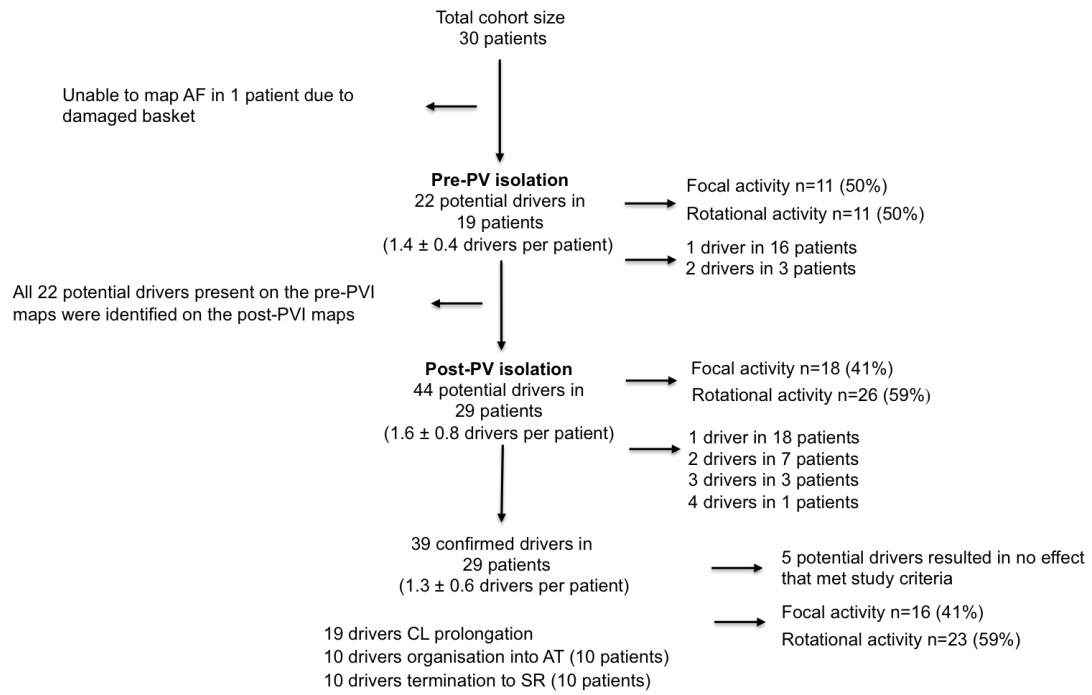 Total cohort size
30 patients
Unable to map AF in 1 patient due to
damaged basket
Pre-PV isolation
22 potential drivers in
19 patients
(1.4 ± 0.4 drivers per patient)
Focal activity n=11 (50%)
Rotational activity n=11 (50%)
1 driver in 16 patients
2 drivers in 3 patients
All 22 potential drivers present on the pre-PVI
maps were identified on the post-PVI maps
Post-PV isolation
44 potential drivers in
29 patients
(1.6 ± 0.8 drivers per patient)
Focal activity n=18 (41%)
Rotational activity n=26 (59%)
1 driver in 18 patients
2 drivers in 7 patients
3 drivers in 3 patients
4 drivers in 1 patients
39 confirmed drivers in
29 patients
(1.3 ± 0.6 drivers per patient)
5 potential drivers resulted in no effect
that met study criteria
Focal activity n=16 (41%)
Rotational activity n=23 (59%)
19 drivers CL prolongation
10 drivers organisation into AT (10 patients)
10 drivers termination to SR (10 patients)